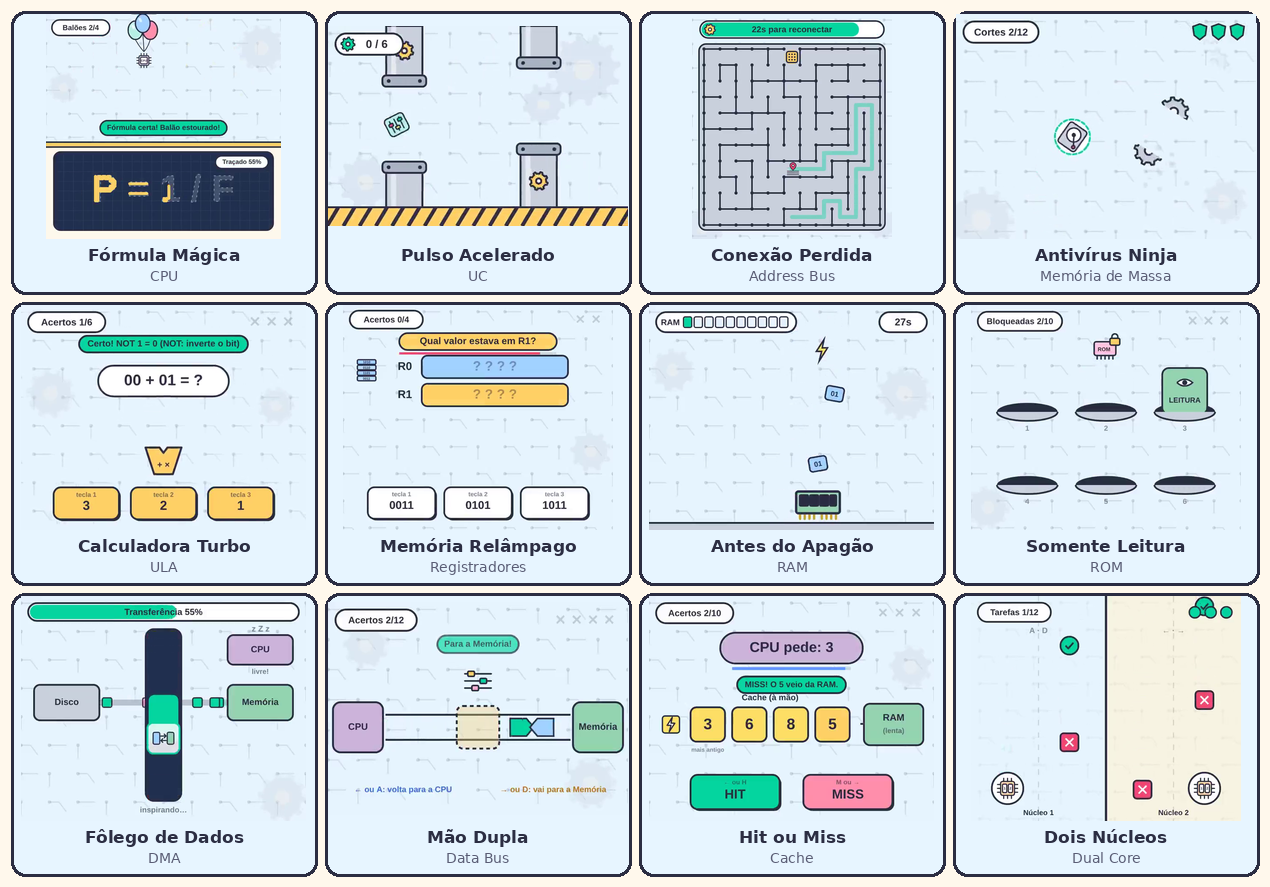 Balões 2/4
Fórmula certa! Balão estourado!
Traçado 55%
P = 1 / F
Fórmula Mágica
CPU
0 / 6
Pulso Acelerado
UC
22s para reconectar
Conexão Perdida
Address Bus
Cortes 2/12
Antivírus Ninja
Memória de Massa
Acertos 1/6
Certo! NOT 1 = 0 (NOT: inverte o bit)
00 + 01 = ?
+ ×
tecla 1
3
tecla 2
2
tecla 3
1
Calculadora Turbo
ULA
Acertos 0/4
Qual valor estava em R1?
R0 ? ? ? ?
R1 ? ? ? ?
tecla 1
0011
tecla 2
0101
tecla 3
1011
Memória Relâmpago
Registradores
RAM
27s
01
01
Antes do Apagão
RAM
Bloqueadas 2/10
ROM
LEITURA
1
2
3
4
5
6
Somente Leitura
ROM
Transferência 55%
z Z z
CPU
livre!
Disco
Memória
inspirando...
Fôlego de Dados
DMA
Acertos 2/12
Para a Memória!
CPU
Memória
← ou A: volta para a CPU
→ ou D: vai para a Memória
Mão Dupla
Data Bus
Acertos 2/10
CPU pede: 3
MISS! O 5 veio da RAM.
Cache (à mão)
3 6 8 5
RAM
(lenta)
mais antigo
← ou H
HIT
M ou →
MISS
Hit ou Miss
Cache
Tarefas 1/12
A · D
← · →
Núcleo 1
Núcleo 2
Dois Núcleos
Dual Core